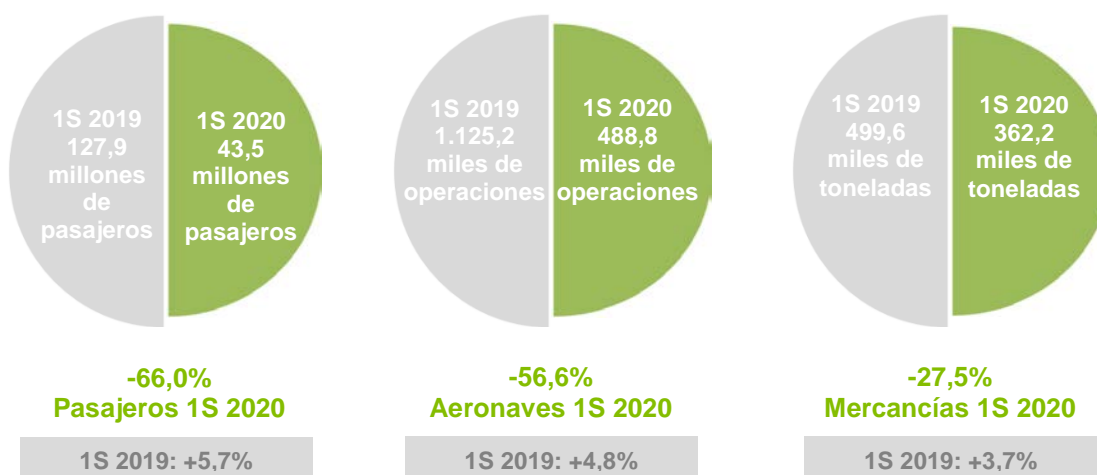 1S 2019
127,9
millones
de
pasajeros
1S 2020
43,5
millones
de
pasajeros
1S 2019
1.125,2
miles de
operaciones
1S 2020
488,8
miles de
operaciones
1S 2019
499,6
miles de
toneladas
1S 2020
362,2
miles de
toneladas
-66,0%
Pasajeros 1S 2020
-56,6%
Aeronaves 1S 2020
-27,5%
Mercancías 1S 2020
1S 2019: +5,7%
1S 2019: +4,8%
1S 2019: +3,7%